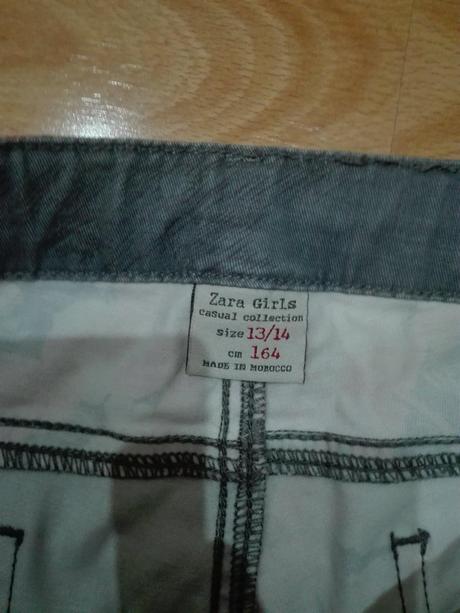 Zara Girls
casual collection
size 13/14
cm 164
MADE IN MOROCCO